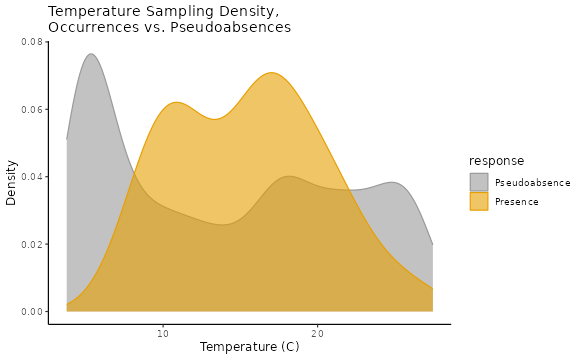 Temperature Sampling Density,
Occurrences vs. Pseudoabsences
0.08
0.06
0.04
0.02
0.00
Density
10
20
Temperature (C)
response
Pseudoabsence
Presence